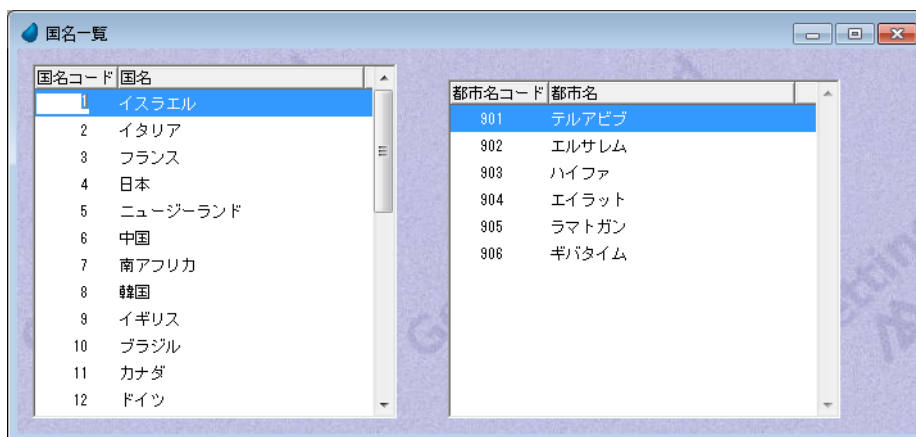 国名一覧
国名コード 国名
1 イスラエル
2 イタリア
3 フランス
4 日本
5 ニュージーランド
6 中国
7 南アフリカ
8 韓国
9 イギリス
10 ブラジル
11 カナダ
12 ドイツ
都市名コード 都市名
901 テルアビブ
902 エルサレム
903 ハイファ
904 エイラット
905 ラマトガン
906 ギバタイム